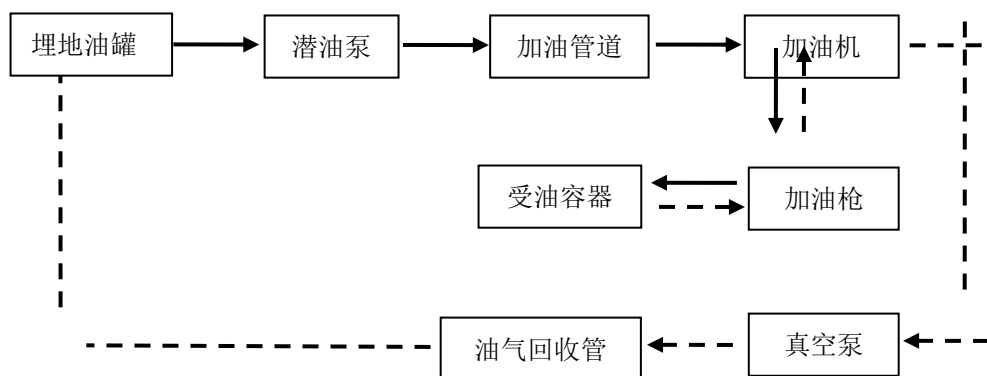 埋地油罐
潜油泵
加油管道
加油机
受油容器
加油枪
油气回收管
真空泵